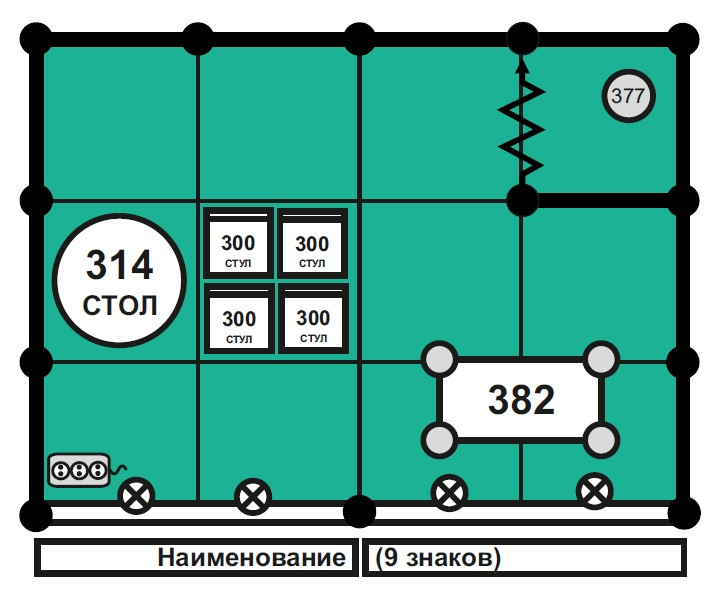 377
314
СТОЛ
300
СТУЛ
300
СТУЛ
300
СТУЛ
300
СТУЛ
382
Наименование (9 знаков)